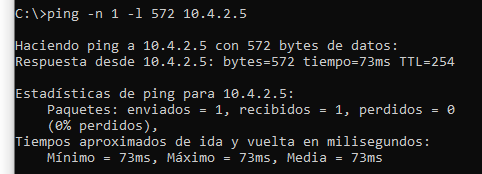 C:\>ping -n 1 -l 572 10.4.2.5
Haciendo ping a 10.4.2.5 con 572 bytes de datos:
Respuesta desde 10.4.2.5: bytes=572 tiempo=73ms TTL=254
Estadísticas de ping para 10.4.2.5:
Paquetes: enviados = 1, recibidos = 1, perdidos = 0
(0% perdidos),
Tiempos aproximados de ida y vuelta en milisegundos:
Mínimo = 73ms, Máximo = 73ms, Media = 73ms